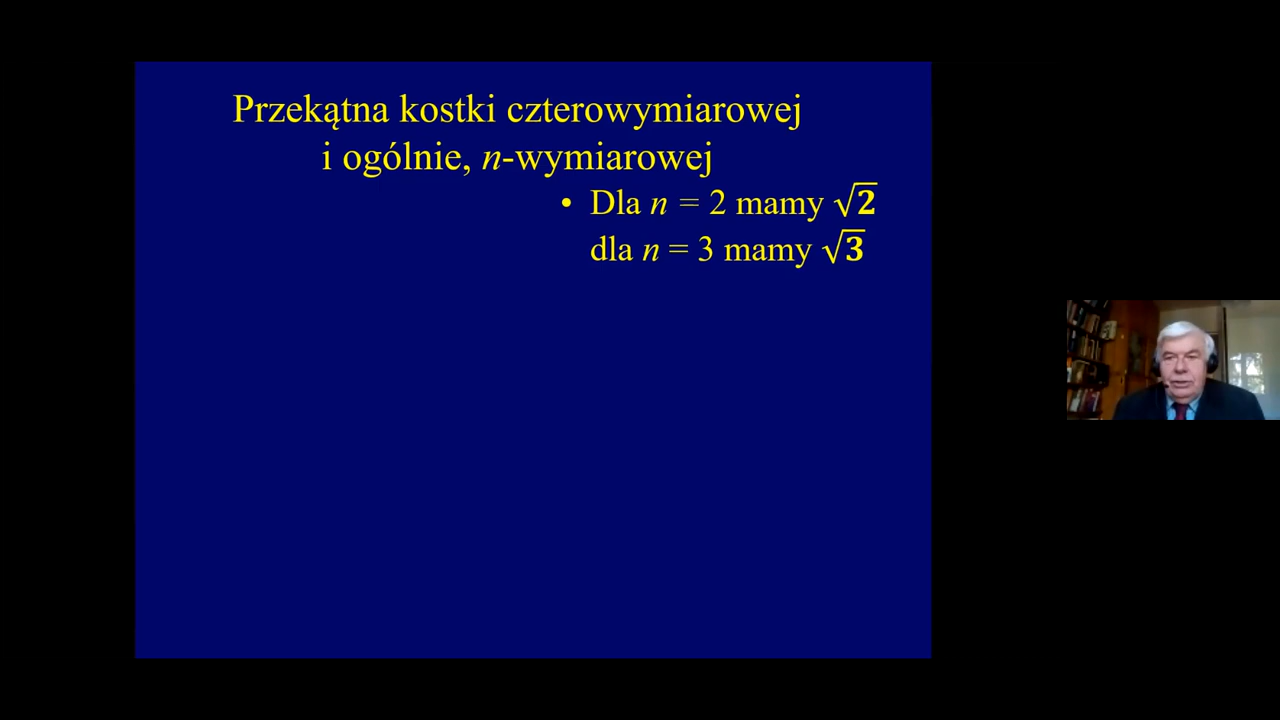 Przekątna kostki czterowymiarowej
i ogólnie, n-wymiarowej
• Dla n = 2 mamy √2
dla n = 3 mamy √3